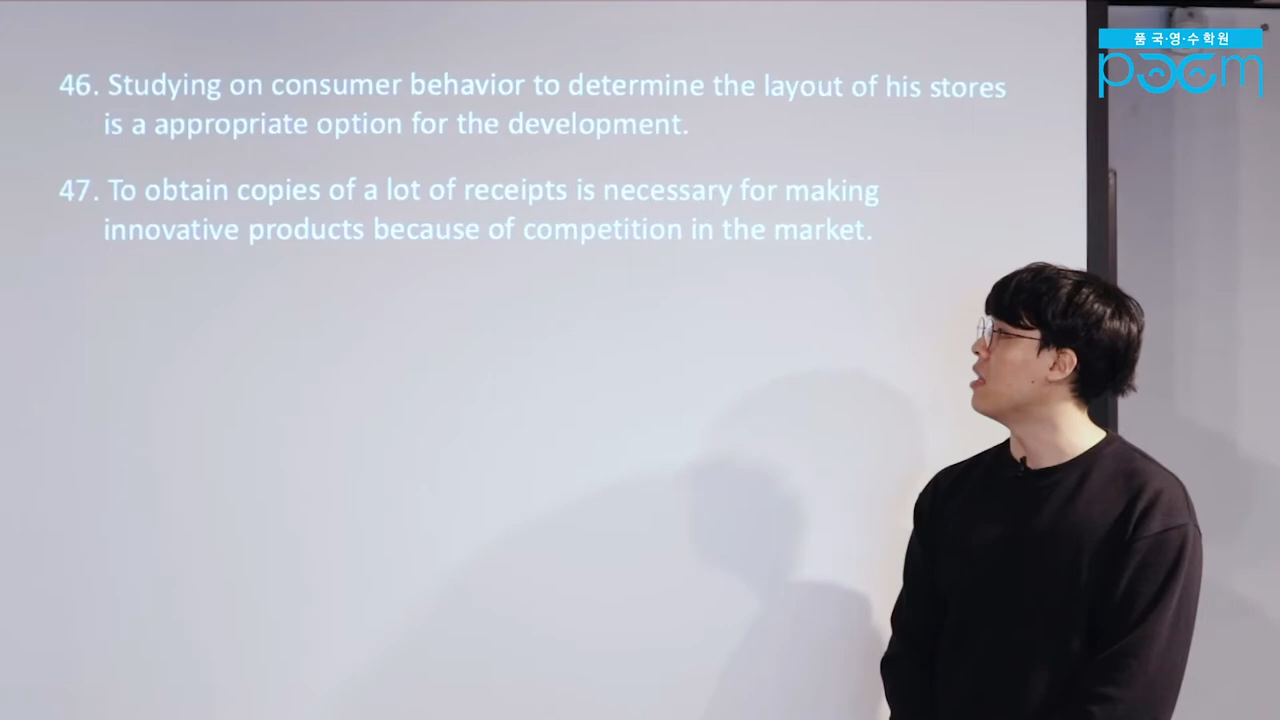 품 국·영·수 학원
poem
46. Studying on consumer behavior to determine the layout of his stores
is a appropriate option for the development.
47. To obtain copies of a lot of receipts is necessary for making
innovative products because of competition in the market.